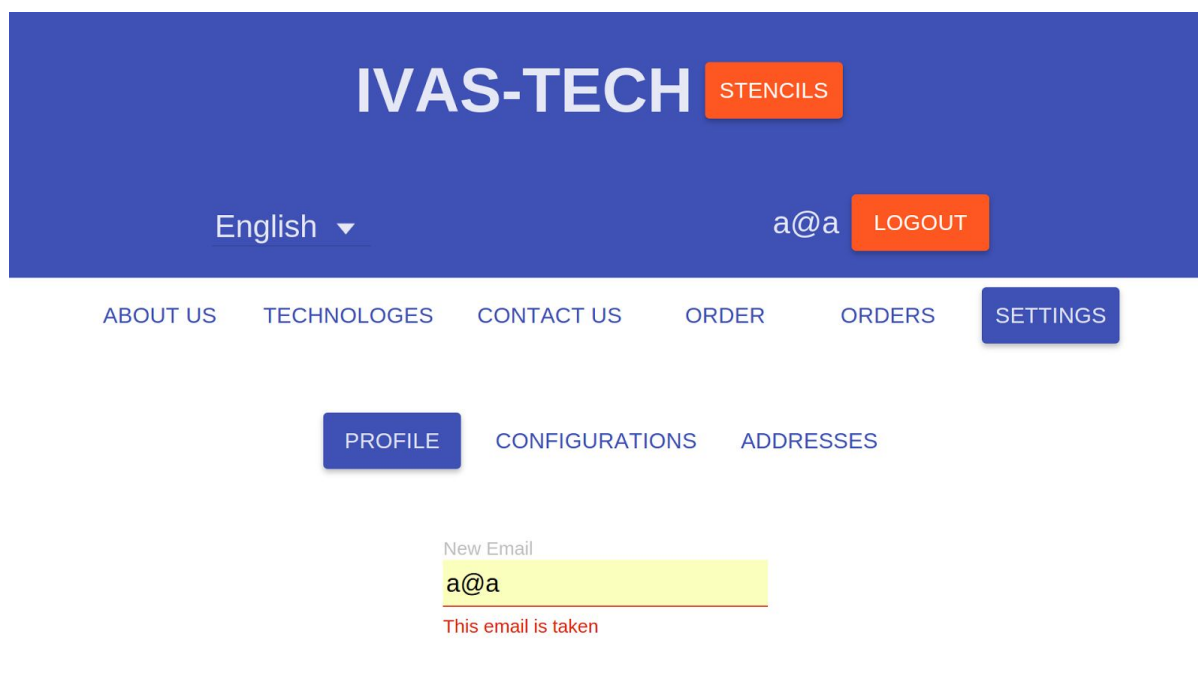 IVAS-TECH STENCILS
English a@a LOGOUT
ABOUT US TECHNOLOGES CONTACT US ORDER ORDERS SETTINGS
PROFILE CONFIGURATIONS ADDRESSES
New Email
a@a
This email is taken